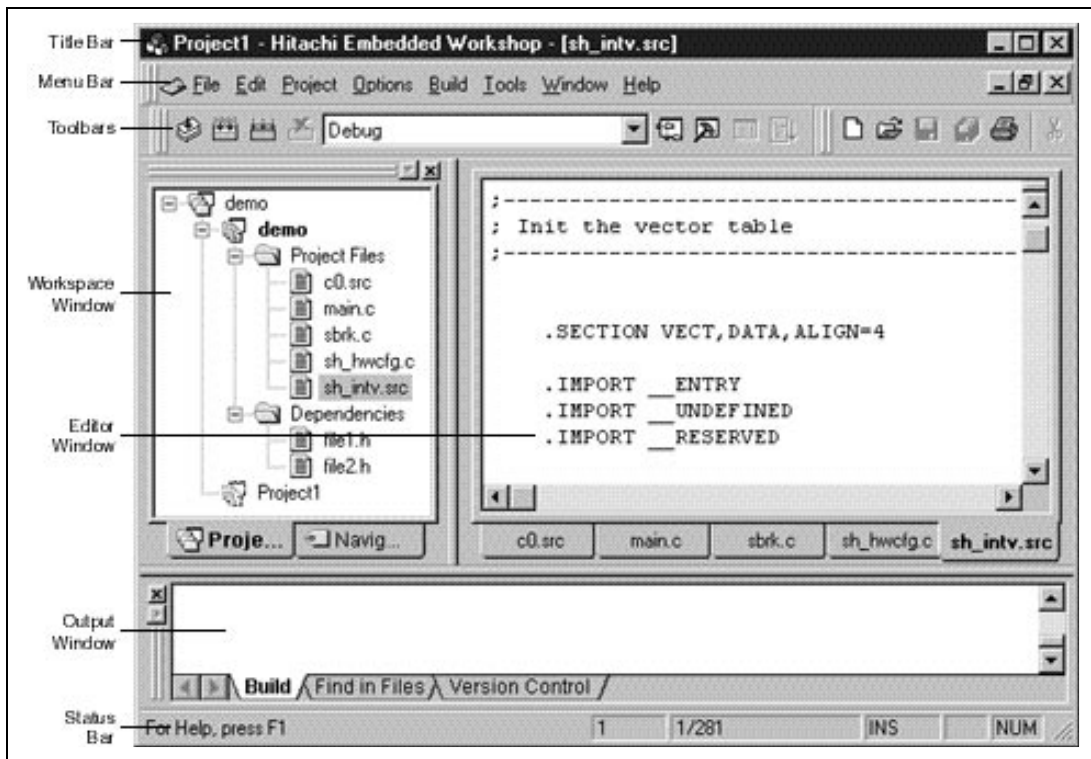 Title Bar
Project1 - Hitachi Embedded Workshop - [sh_intv.src]
Menu Bar
File Edit Project Options Build Tools Window Help
Toolbars
Debug
demo
demo
Project Files
c0.src
main.c
sbrk.c
sh_hwcfg.c
sh_intv.src
Dependencies
file1.h
file2.h
Project1
Proje...
Navig...
Workspace
Window
Editor
Window
;----------------------------------------
; Init the vector table
;----------------------------------------
.SECTION VECT,DATA,ALIGN=4
.IMPORT __ENTRY
.IMPORT __UNDEFINED
.IMPORT __RESERVED
c0.src main.c sbrk.c sh_hwcfg.c sh_intv.src
Output
Window
Build Find in Files Version Control
Status
Bar
For Help, press F1 1 1/281 INS NUM